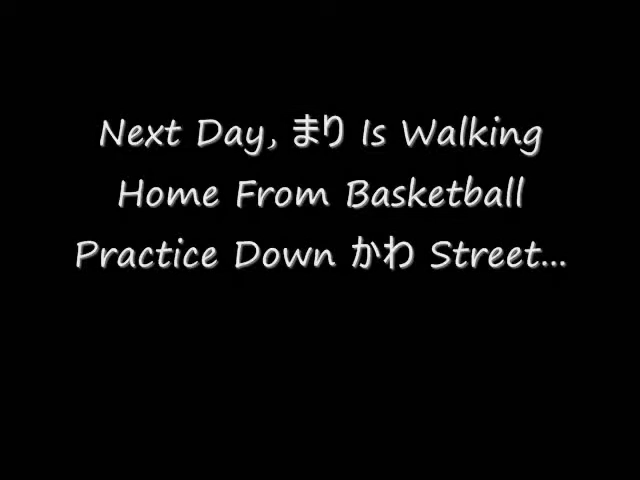 Next Day, まり Is Walking
Home From Basketball
Practice Down かわ Street...